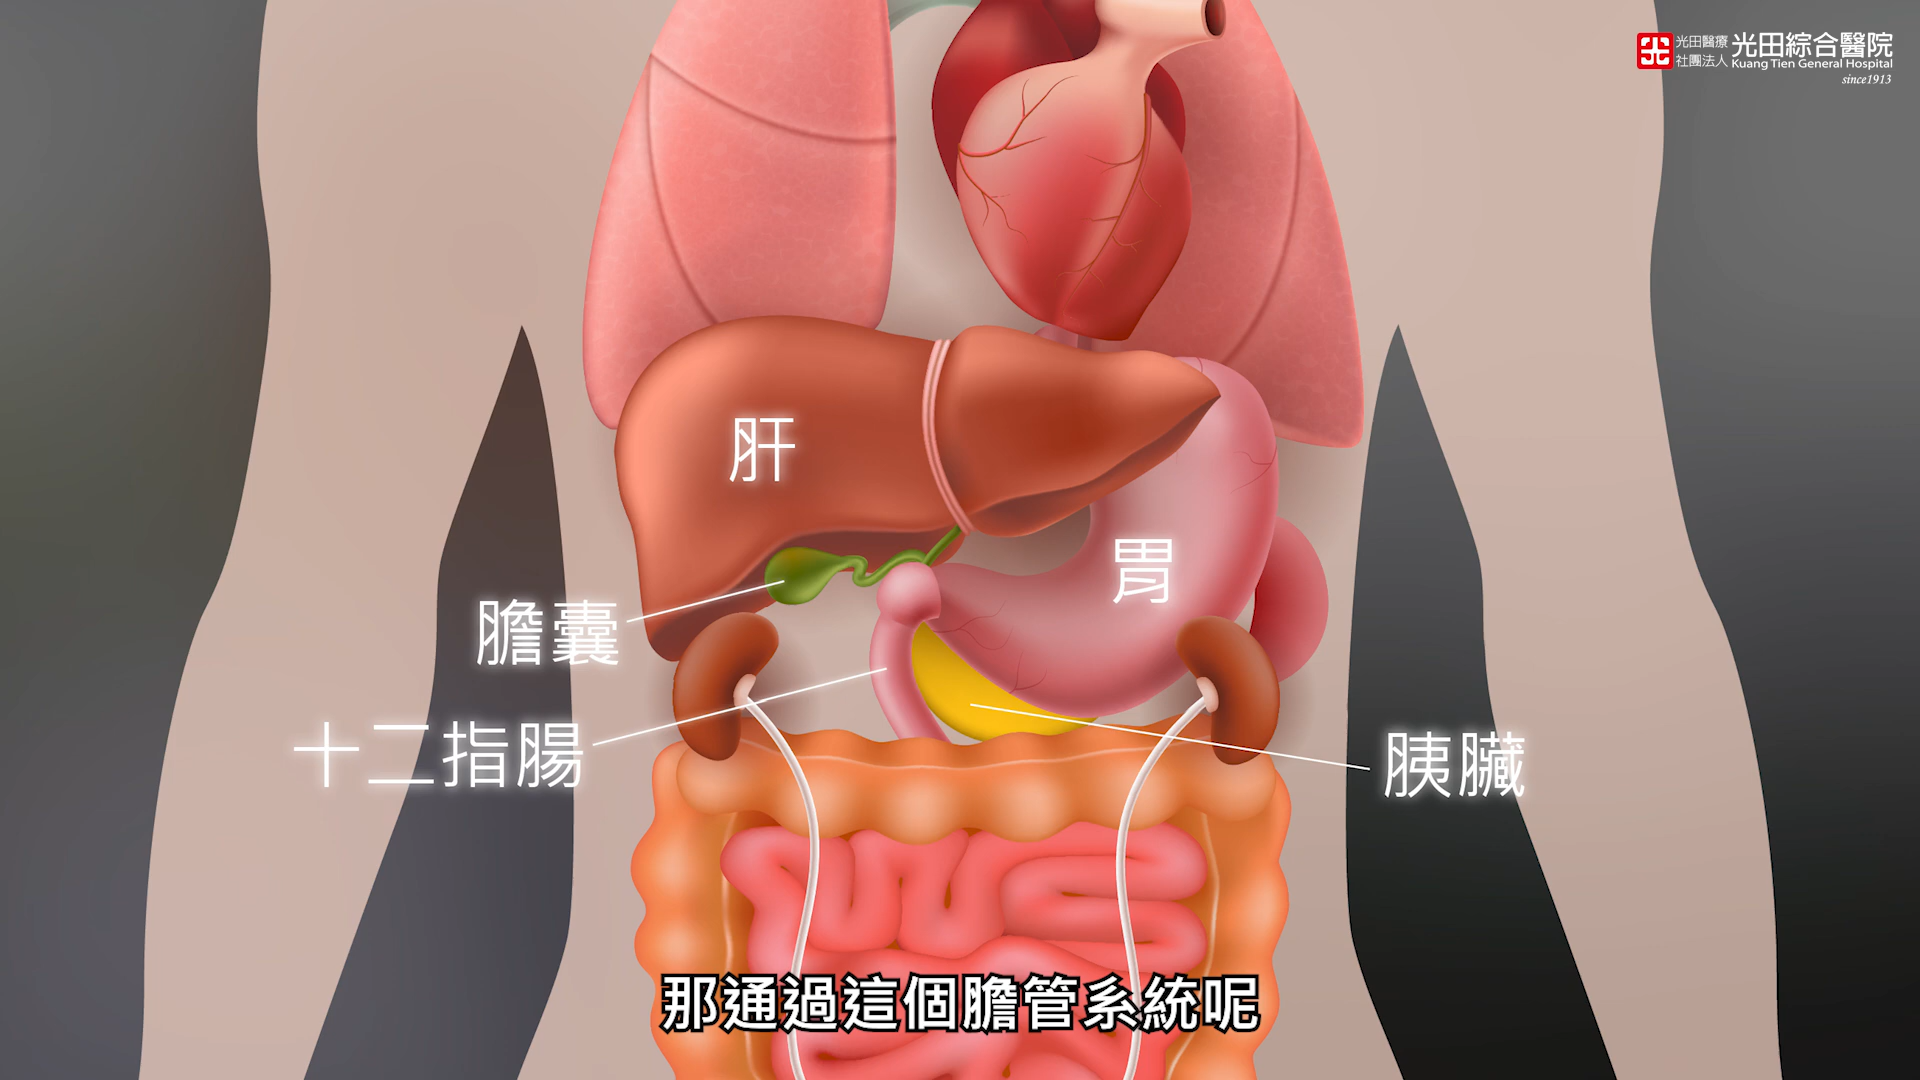 光田醫療
社團法人
光田綜合醫院
Kuang Tien General Hospital
since1913
肝
胃
膽囊
十二指腸
胰臟
那通過這個膽管系統呢